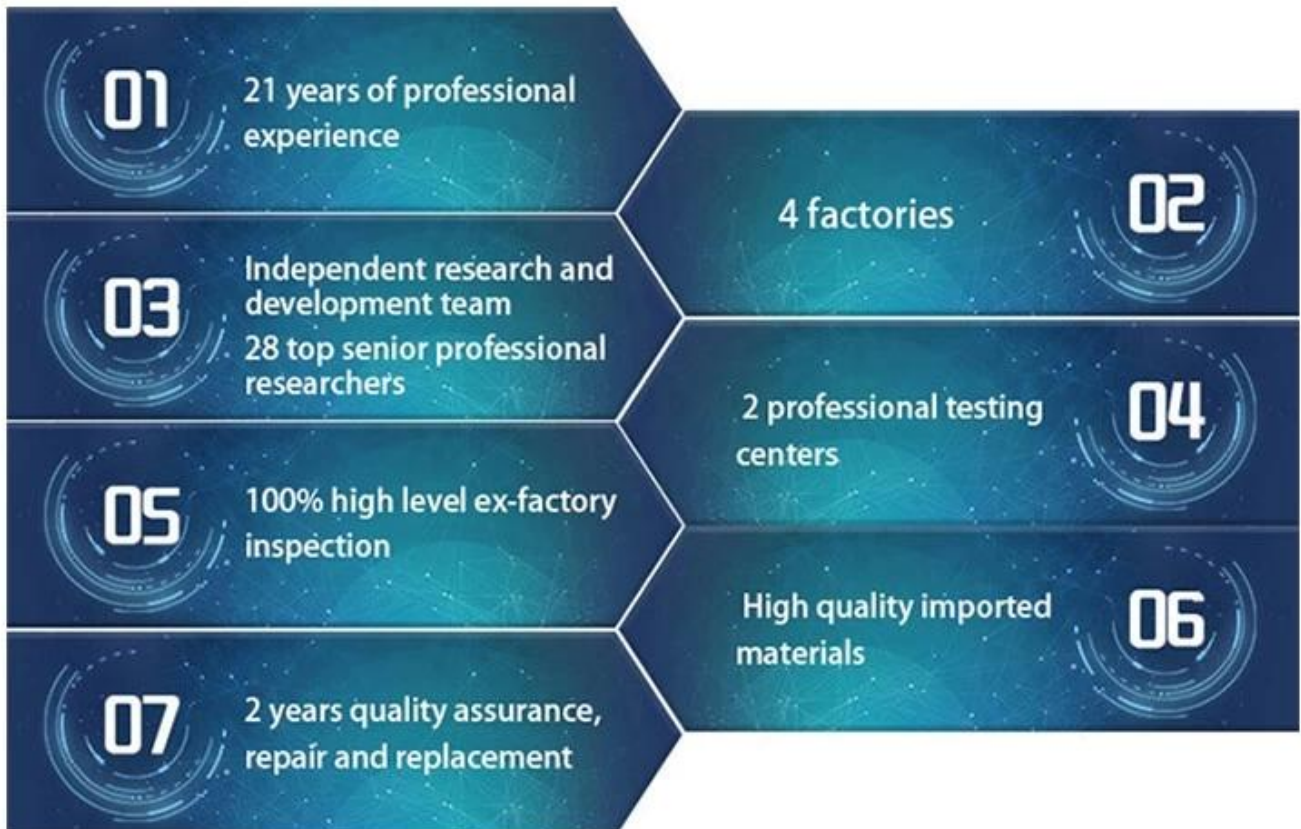 01
21 years of professional
experience
02
4 factories
03
Independent research and
development team
28 top senior professional
researchers
04
2 professional testing
centers
05
100% high level ex-factory
inspection
06
High quality imported
materials
07
2 years quality assurance,
repair and replacement